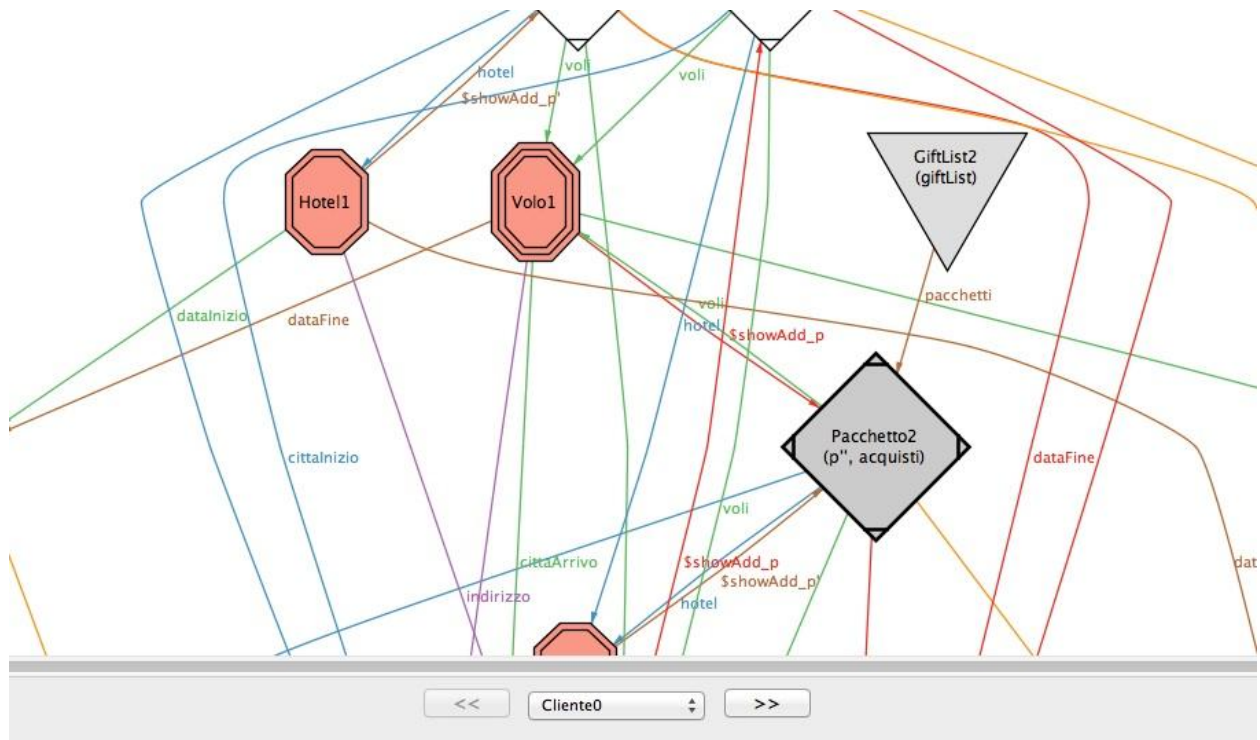 voli
hotel
voli
$showAdd_p'
GiftList2
(giftList)
Hotel1
Volo1
pacchetti
voli
dataInizio
dataFine
hotel
$showAdd_p
Pacchetto2
(p'', acquisti)
cittaInizio
dataFine
voli
cittaArrivo
$showAdd_p
dat
$showAdd_p'
indirizzo
hotel
<< Cliente0 >>